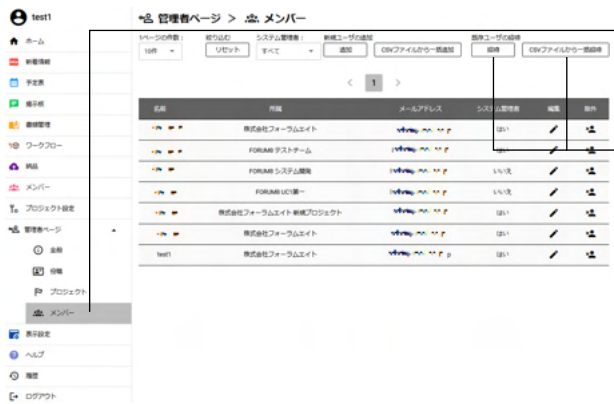 test1
管理者ページ > メンバー
ホーム
新着情報
予定表
掲示板
書類管理
ワークフロー
納品
メンバー
プロジェクト設定
管理者ページ
全般
役職
プロジェクト
メンバー
表示設定
ヘルプ
履歴
ログアウト
1ページの件数： 絞り込む システム管理者： 新規ユーザの追加 既存ユーザの招待
10件 リセット すべて 追加 CSVファイルから一括追加 招待 CSVファイルから一括招待
< 1 >
名前 所属 メールアドレス システム管理者 編集 除外
株式会社フォーラムエイト はい
FORUM8 テストチーム はい
FORUM8 システム開発 いいえ
FORUM8 UC1第一 いいえ
株式会社フォーラムエイト 新規プロジェクト はい
株式会社フォーラムエイト はい
test1 株式会社フォーラムエイト はい